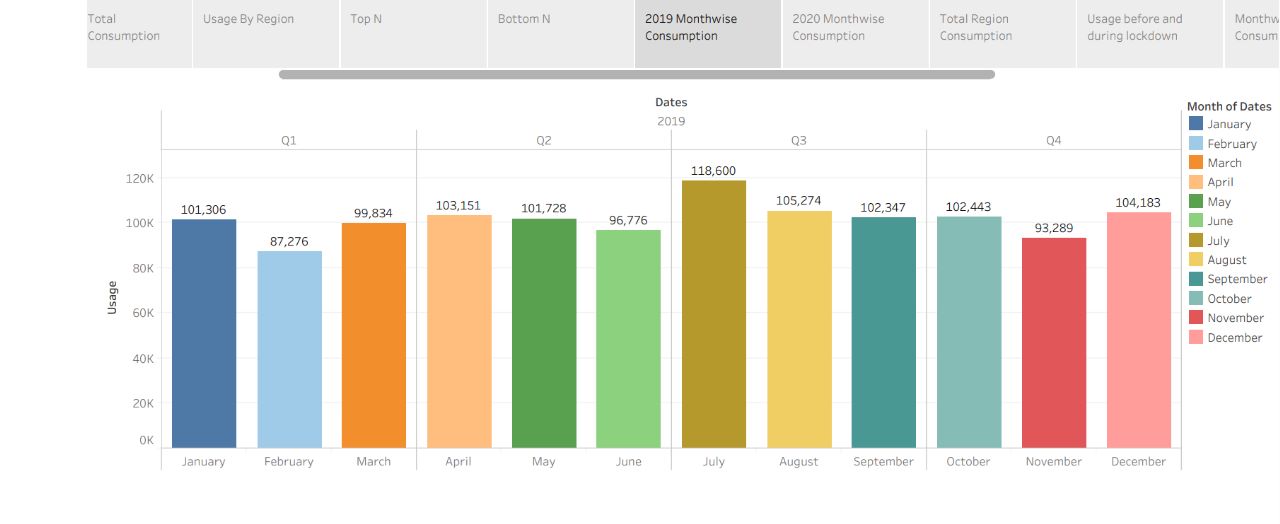 Total
Consumption
Usage By Region
Top N
Bottom N
2019 Monthwise
Consumption
2020 Monthwise
Consumption
Total Region
Consumption
Usage before and
during lockdown
Monthw
Consum
Dates
2019
Q1 Q2 Q3 Q4
Usage
120K
100K
80K
60K
40K
20K
0K
101,306
87,276
99,834
103,151
101,728
96,776
118,600
105,274
102,347
102,443
93,289
104,183
January February March April May June July August September October November December
Month of Dates
January
February
March
April
May
June
July
August
September
October
November
December